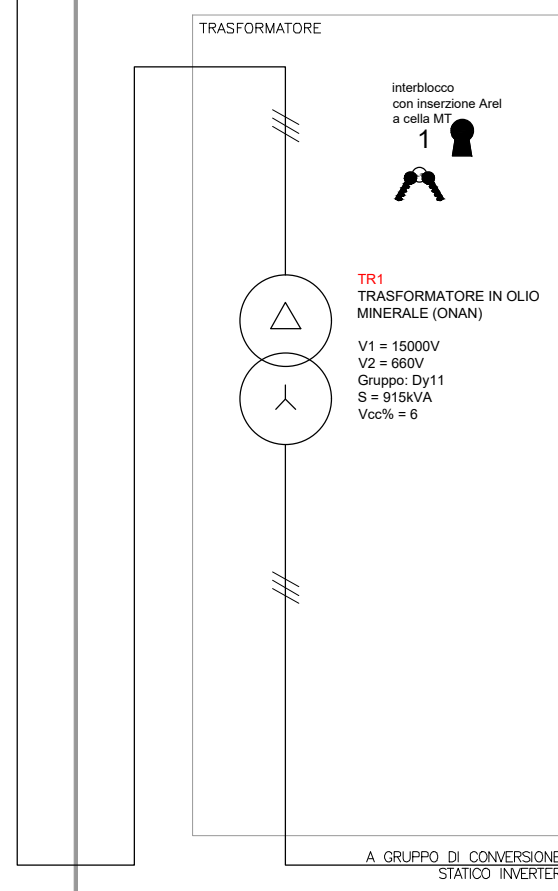 TRASFORMATORE
interblocco
con inserzione Arel
a cella MT
1
TR1
TRASFORMATORE IN OLIO
MINERALE (ONAN)
V1 = 15000V
V2 = 660V
Gruppo: Dy11
S = 915kVA
Vcc% = 6
A GRUPPO DI CONVERSIONE
STATICO INVERTER